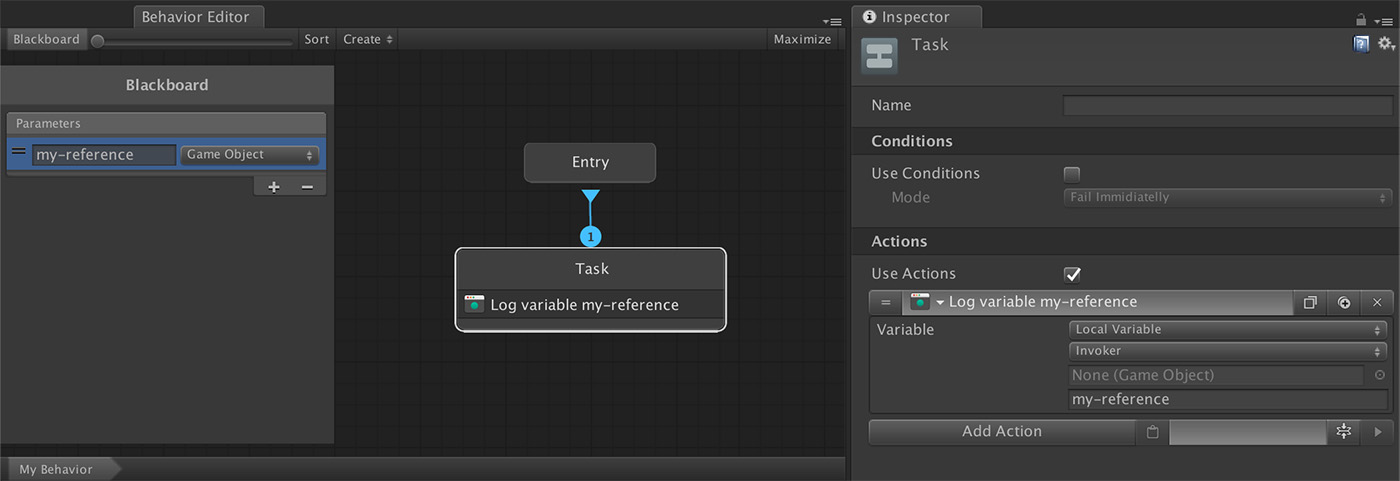 Behavior Editor
Blackboard Sort Create Maximize
Blackboard
Parameters
my-reference Game Object
+ −
Entry
1
Task
Log variable my-reference
My Behavior
Inspector
Task
Name
Conditions
Use Conditions
Mode Fail Immidiatelly
Actions
Use Actions
Log variable my-reference
Variable Local Variable
Invoker
None (Game Object)
my-reference
Add Action